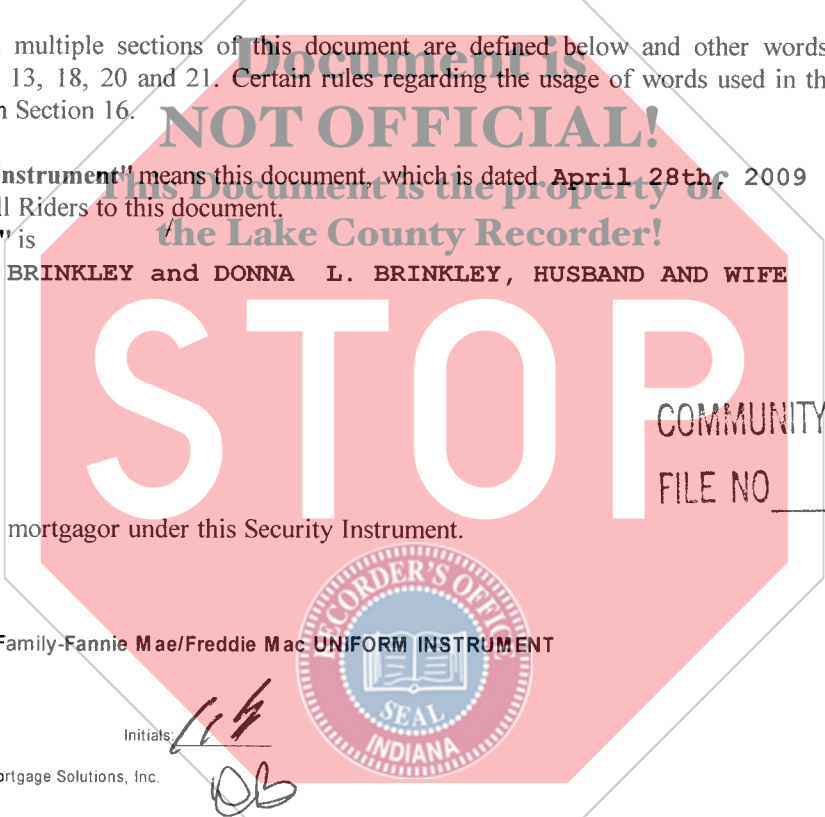 multiple sections of this document are defined below and other words
Document is
13, 18, 20 and 21. Certain rules regarding the usage of words used in th
n Section 16.
NOT OFFICIAL!
nstrument" means this document, which is dated April 28th, 2009
This Document is the property of
ll Riders to this document.
" is
the Lake County Recorder!
BRINKLEY and DONNA L. BRINKLEY, HUSBAND AND WIFE
STOP
COMMUNITY
FILE NO
mortgagor under this Security Instrument.
RECORDER'S OFFICE
Family-Fannie Mae/Freddie Mac UNIFORM INSTRUMENT
SEAL
INDIANA
Initials:
DB
ortgage Solutions, Inc.